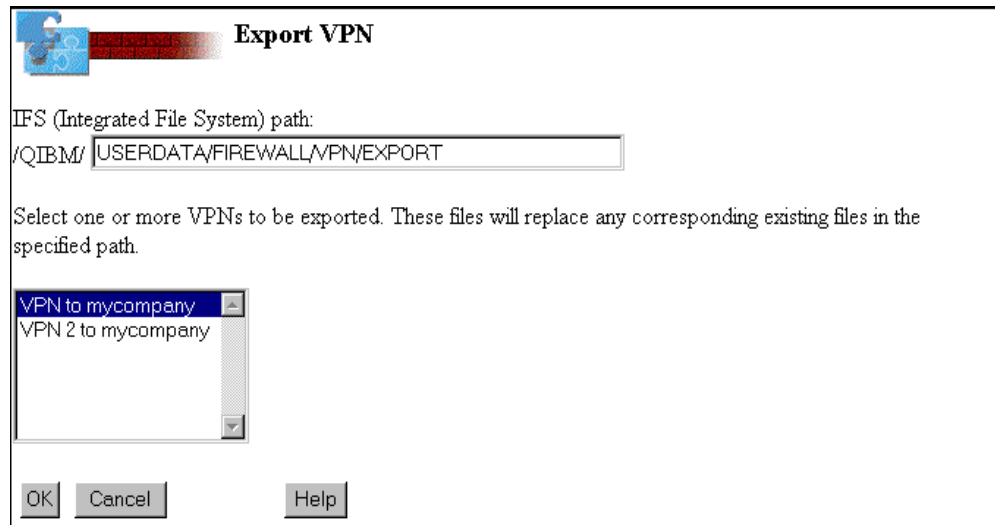 Export VPN
IFS (Integrated File System) path:
/QIBM/ USERDATA/FIREWALL/VPN/EXPORT
Select one or more VPNs to be exported. These files will replace any corresponding existing files in the
specified path.
VPN to mycompany
VPN 2 to mycompany
OK Cancel Help